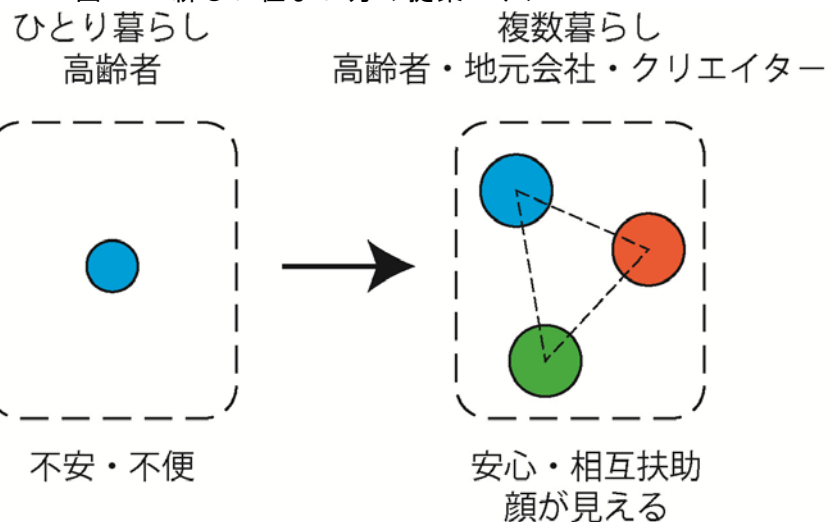 ひとり暮らし
高齢者
複数暮らし
高齢者・地元会社・クリエイター
不安・不便
安心・相互扶助
顔が見える